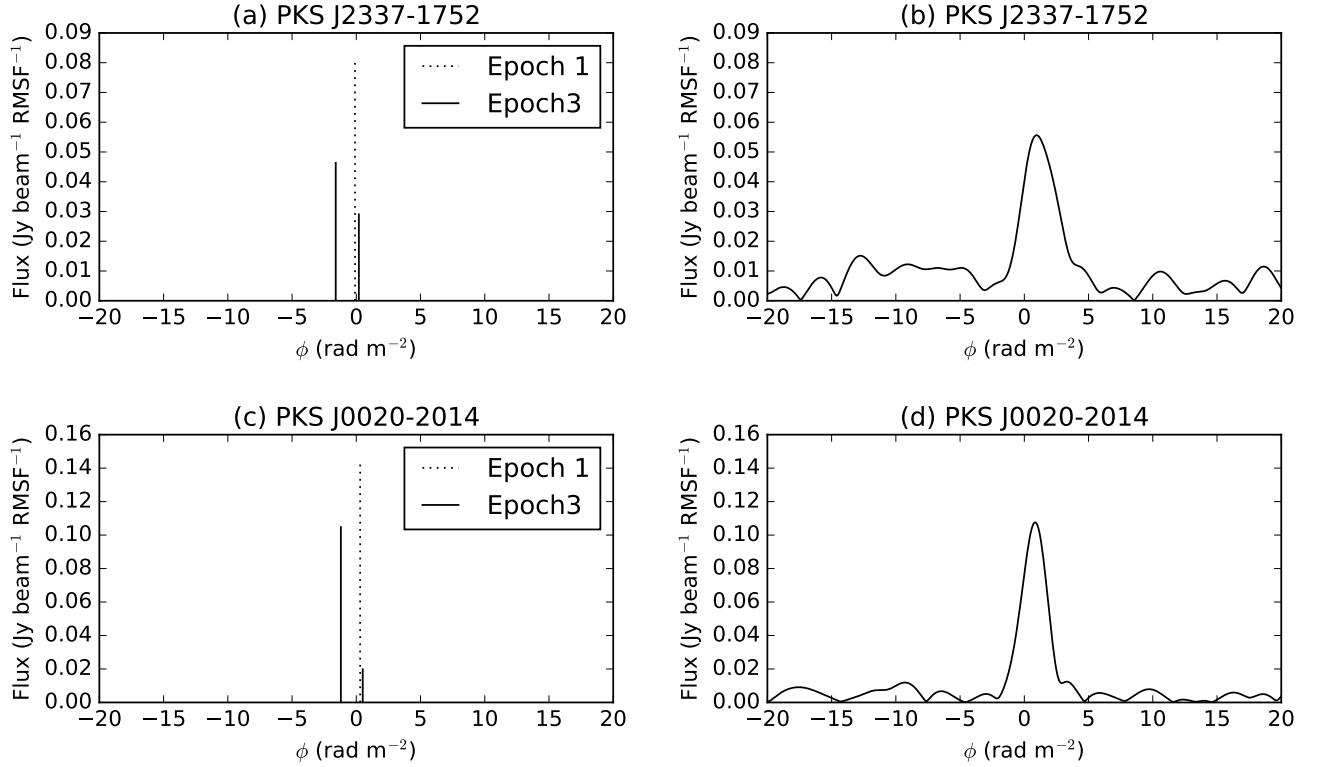 (a) PKS J2337-1752
Flux (Jy beam⁻¹ RMSF⁻¹)
0.09
0.08
0.07
0.06
0.05
0.04
0.03
0.02
0.01
0.00
Epoch 1
Epoch3
−20 −15 −10 −5 0 5 10 15 20
ϕ (rad m⁻²)
(b) PKS J2337-1752
Flux (Jy beam⁻¹ RMSF⁻¹)
0.09
0.08
0.07
0.06
0.05
0.04
0.03
0.02
0.01
0.00
−20 −15 −10 −5 0 5 10 15 20
ϕ (rad m⁻²)
(c) PKS J0020-2014
Flux (Jy beam⁻¹ RMSF⁻¹)
0.16
0.14
0.12
0.10
0.08
0.06
0.04
0.02
0.00
Epoch 1
Epoch3
−20 −15 −10 −5 0 5 10 15 20
ϕ (rad m⁻²)
(d) PKS J0020-2014
Flux (Jy beam⁻¹ RMSF⁻¹)
0.16
0.14
0.12
0.10
0.08
0.06
0.04
0.02
0.00
−20 −15 −10 −5 0 5 10 15 20
ϕ (rad m⁻²)